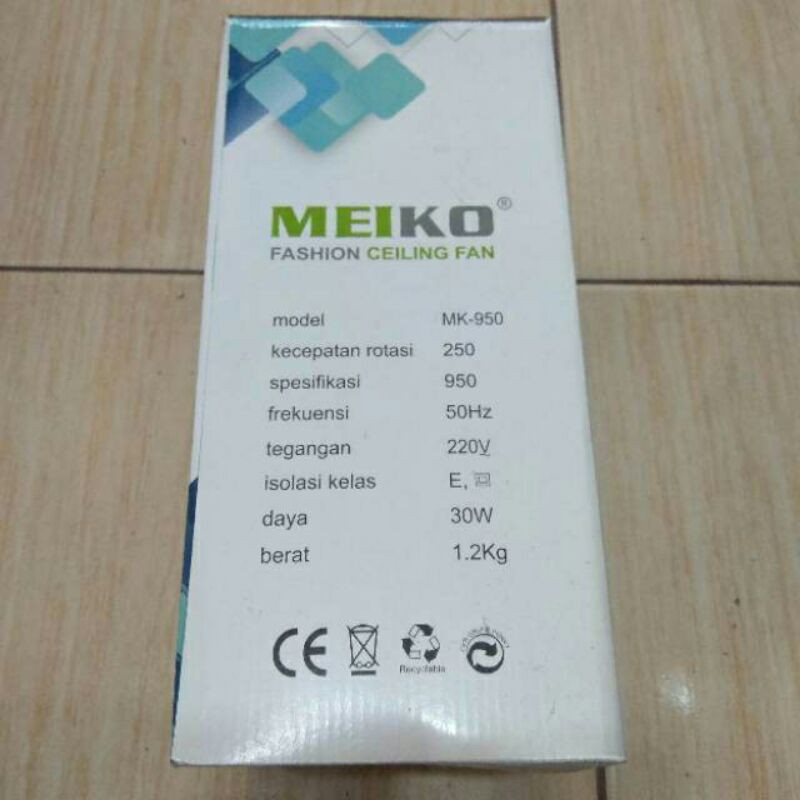 MEIKO®
FASHION CEILING FAN
model MK-950
kecepatan rotasi 250
spesifikasi 950
frekuensi 50Hz
tegangan 220V
isolasi kelas E,
daya 30W
berat 1.2Kg
CE
Recyclable